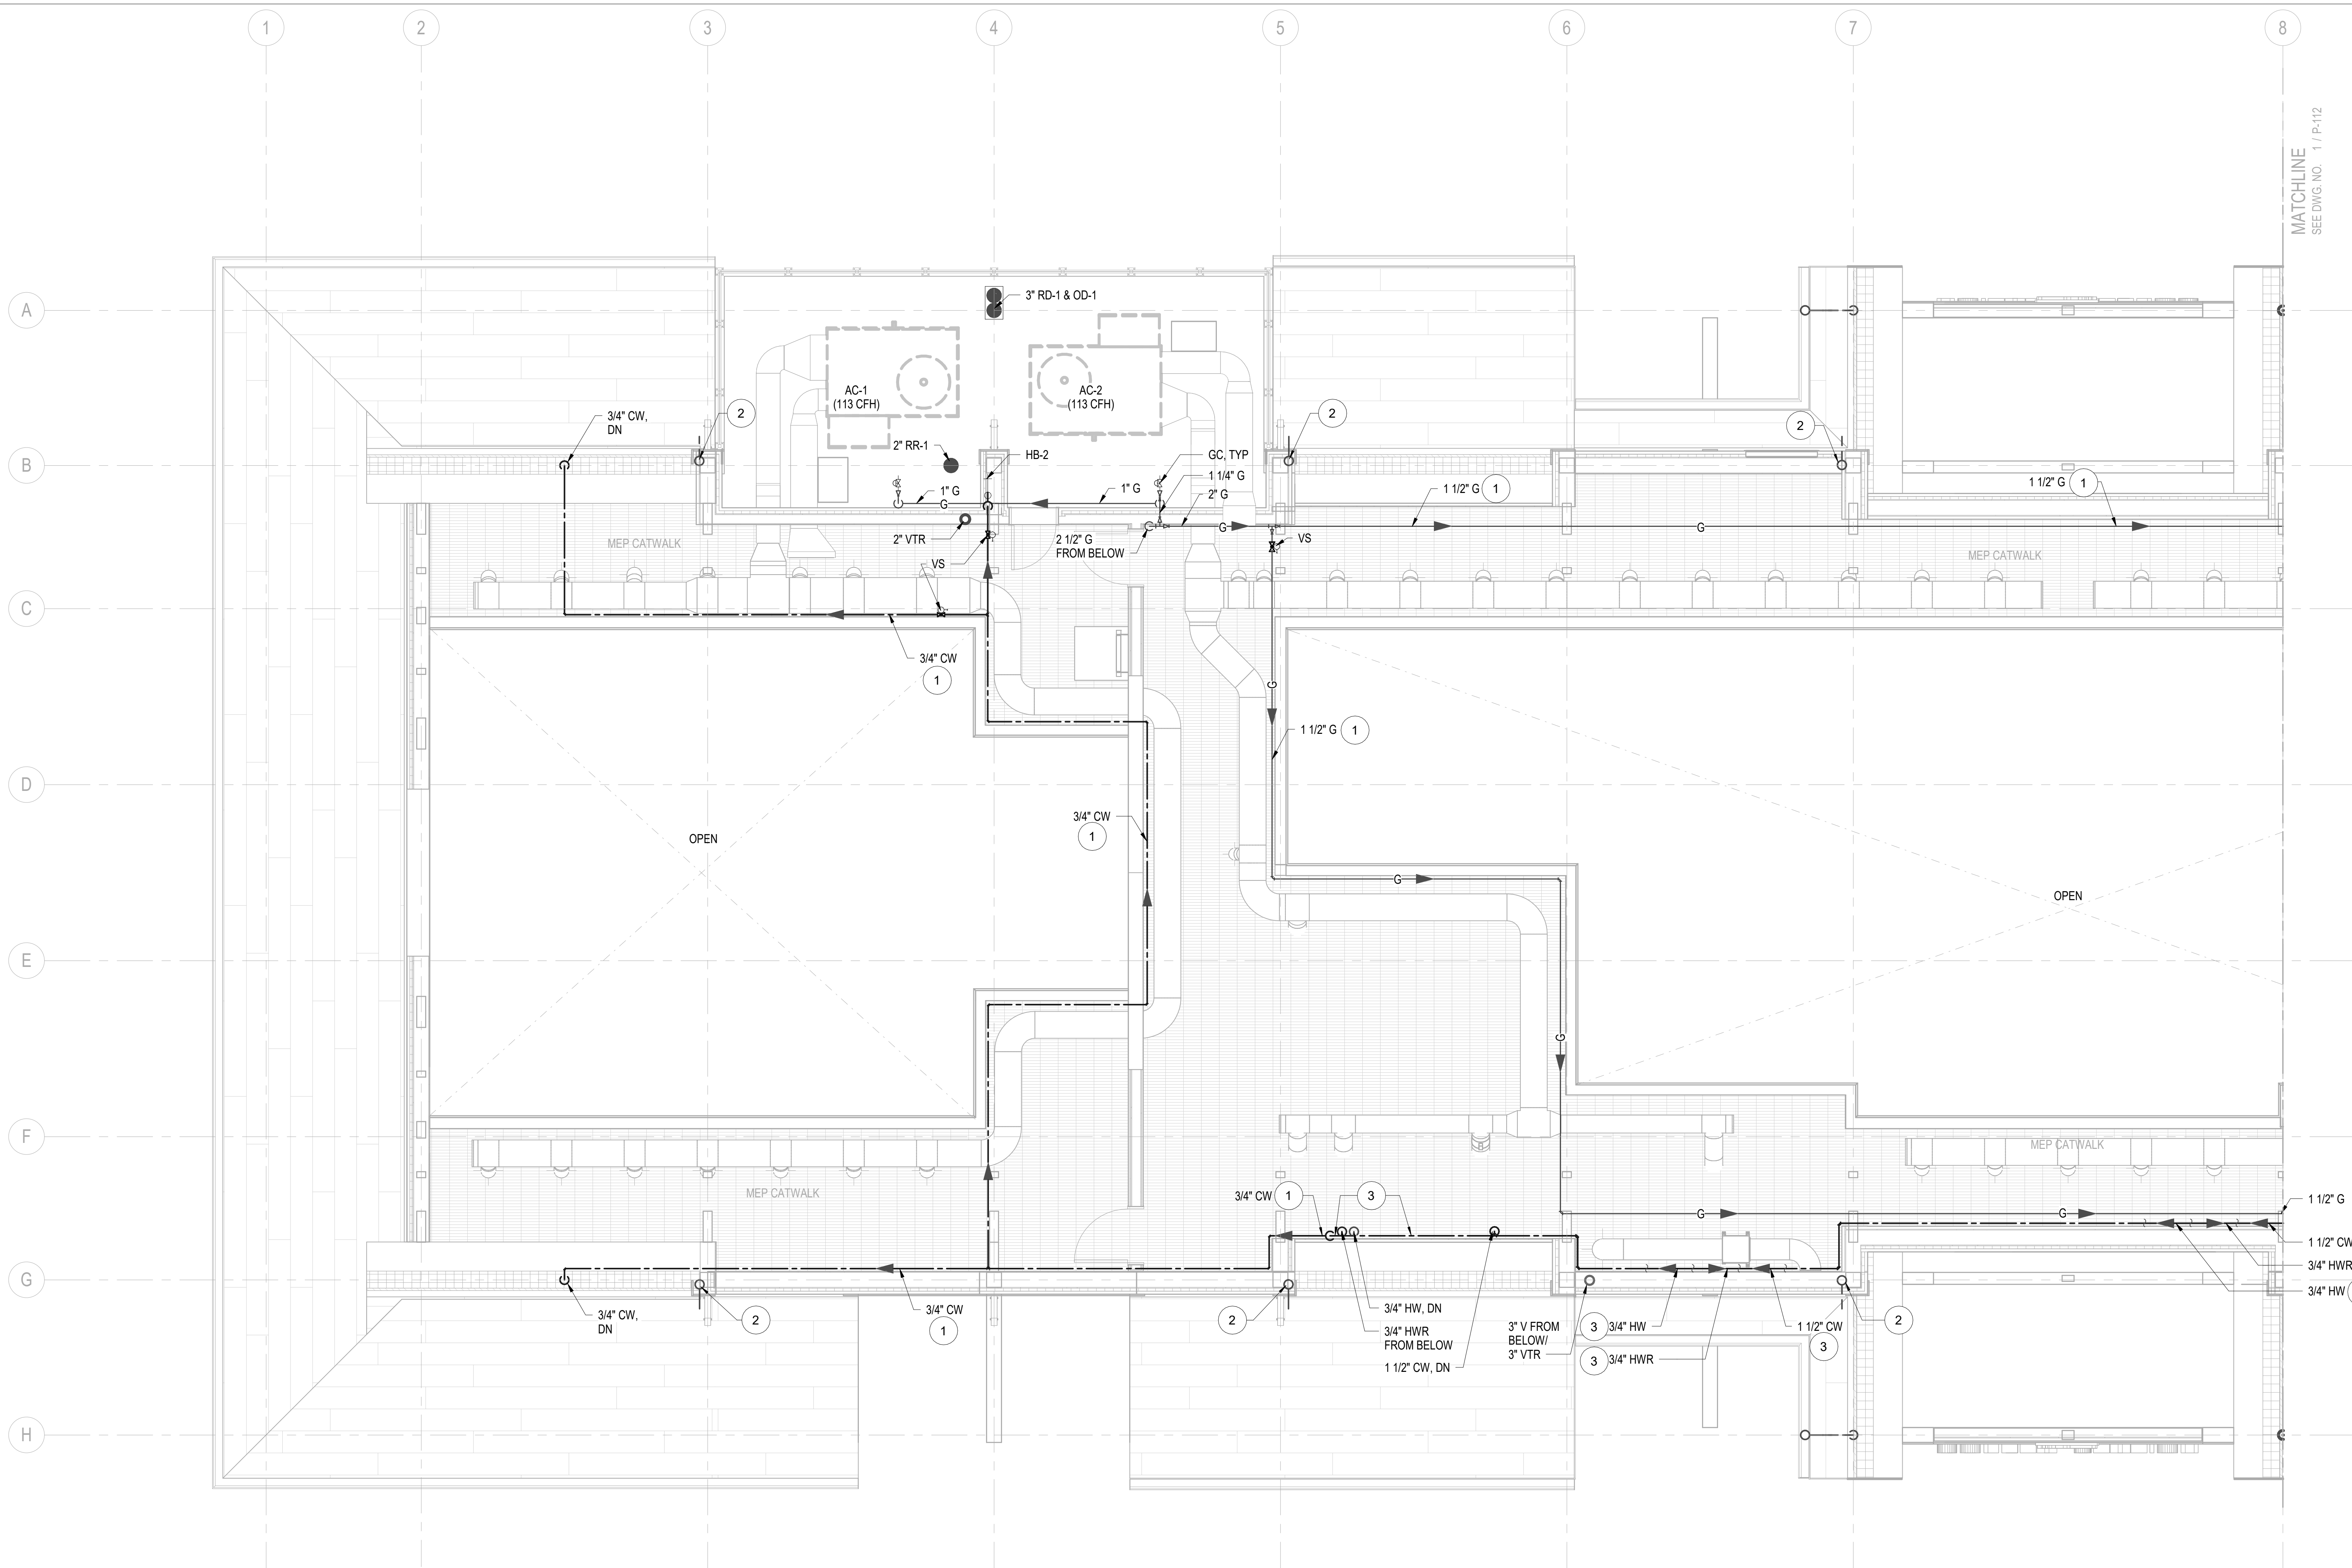 1
2
3
4
5
6
7
8
MATCHLINE
SEE DWG. NO. 1 / P-112
A
B
C
D
E
F
G
H
3" RD-1 & OD-1
AC-1
(113 CFH)
AC-2
(113 CFH)
3/4" CW,
DN
2
2" RR-1
HB-2
GC, TYP
1 1/4" G
2" G
2
2
1" G
G
1" G
1 1/2" G 1
1 1/2" G 1
MEP CATWALK
2" VTR
VS
2 1/2" G
FROM BELOW
G
VS
G
MEP CATWALK
3/4" CW
1
G
1 1/2" G 1
3/4" CW
1
OPEN
G
OPEN
G
MEP CATWALK
MEP CATWALK
3/4" CW 1
3
G
G
1 1/2" G
1 1/2" CW
3/4" HWR
3/4" HW
3/4" CW,
DN
2
3/4" CW
1
2
3/4" HW, DN
3/4" HWR
FROM BELOW
1 1/2" CW, DN
3" V FROM
BELOW/
3" VTR
3 3/4" HW
3 3/4" HWR
1 1/2" CW
3
2